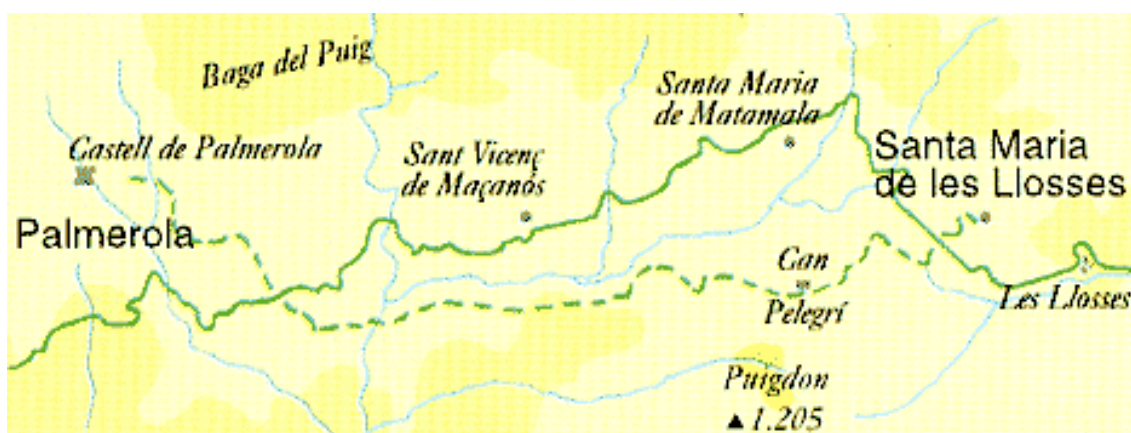 Baga del Puig
Santa Maria
de Matamala
Castell de Palmerola
Sant Vicenç
de Maçanós
Santa Maria
de les Llosses
Palmerola
Can
Pelegrí
Les Llosses
Puigdon
▲ 1.205